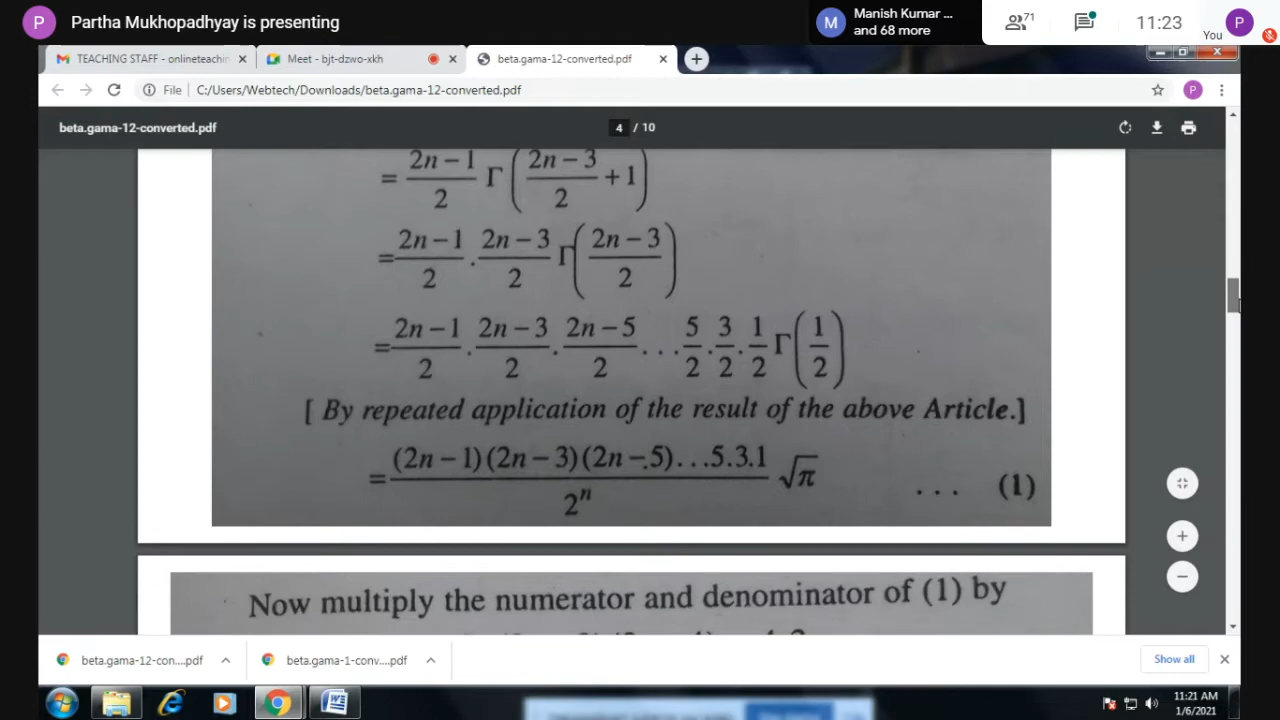 P Partha Mukhopadhyay is presenting
M Manish Kumar ... and 68 more
71
11:23
You P
TEACHING STAFF - onlineteachin
Meet - bjt-dzwo-xkh
beta.gama-12-converted.pdf
File | C:/Users/Webtech/Downloads/beta.gama-12-converted.pdf
P
beta.gama-12-converted.pdf
4 / 10
= (2n − 1)/2 Γ((2n − 3)/2 + 1)
= (2n − 1)/2 . (2n − 3)/2 Γ((2n − 3)/2)
= (2n − 1)/2 . (2n − 3)/2 . (2n − 5)/2 . . . 5/2 . 3/2 . 1/2 Γ(1/2)
[ By repeated application of the result of the above Article.]
= (2n − 1)(2n − 3)(2n − 5). . .5.3.1 / 2ⁿ √π . . . (1)
Now multiply the numerator and denominator of (1) by
beta.gama-12-con....pdf
beta.gama-1-conv....pdf
Show all
11:21 AM
1/6/2021